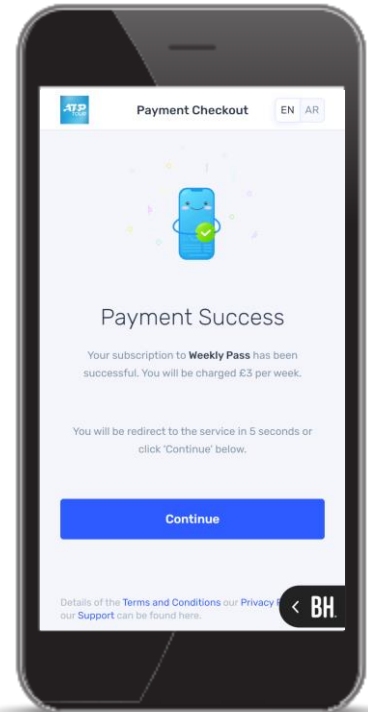 ATP
TOUR
Payment Checkout
EN AR
Payment Success
Your subscription to Weekly Pass has been
successful. You will be charged £3 per week.
You will be redirect to the service in 5 seconds or
click 'Continue' below.
Continue
Details of the Terms and Conditions our Privacy
our Support can be found here.
BH.